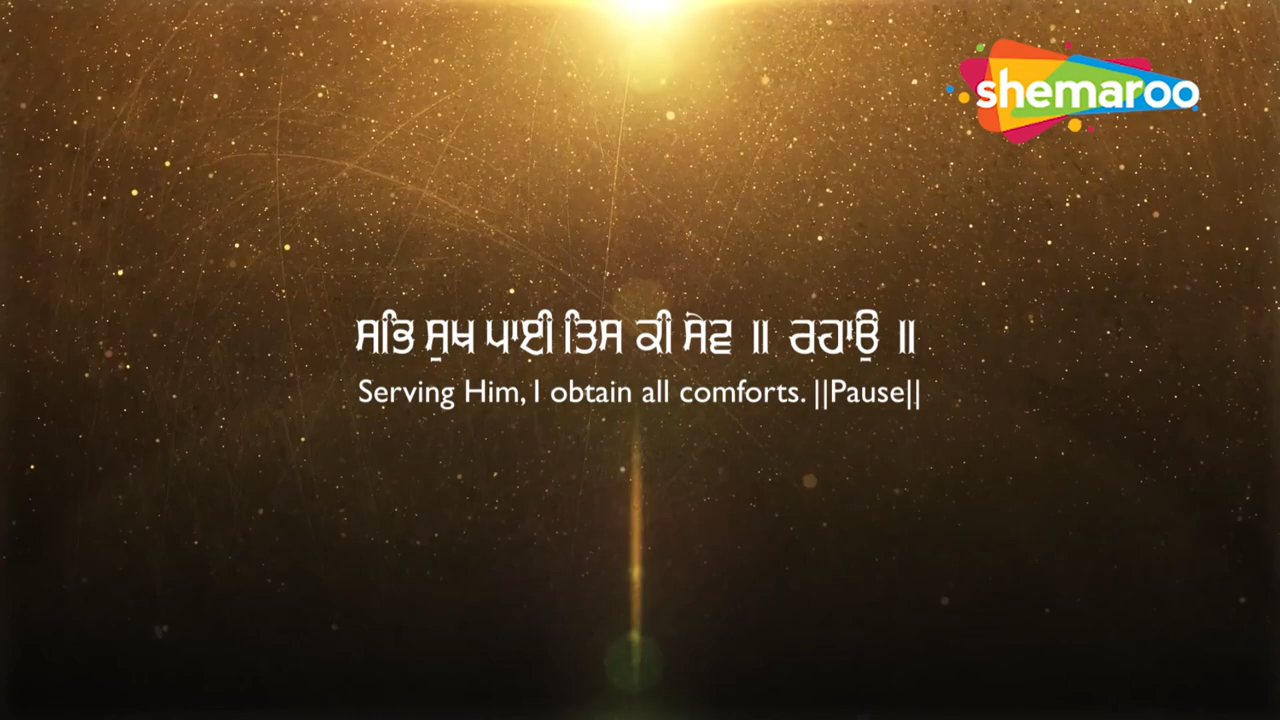 shemaroo
ਸਭਿ ਸੁਖ ਪਾਈ ਤਿਸ ਕੀ ਸੇਵ ॥ ਰਹਾਉ ॥
Serving Him, I obtain all comforts. ||Pause||